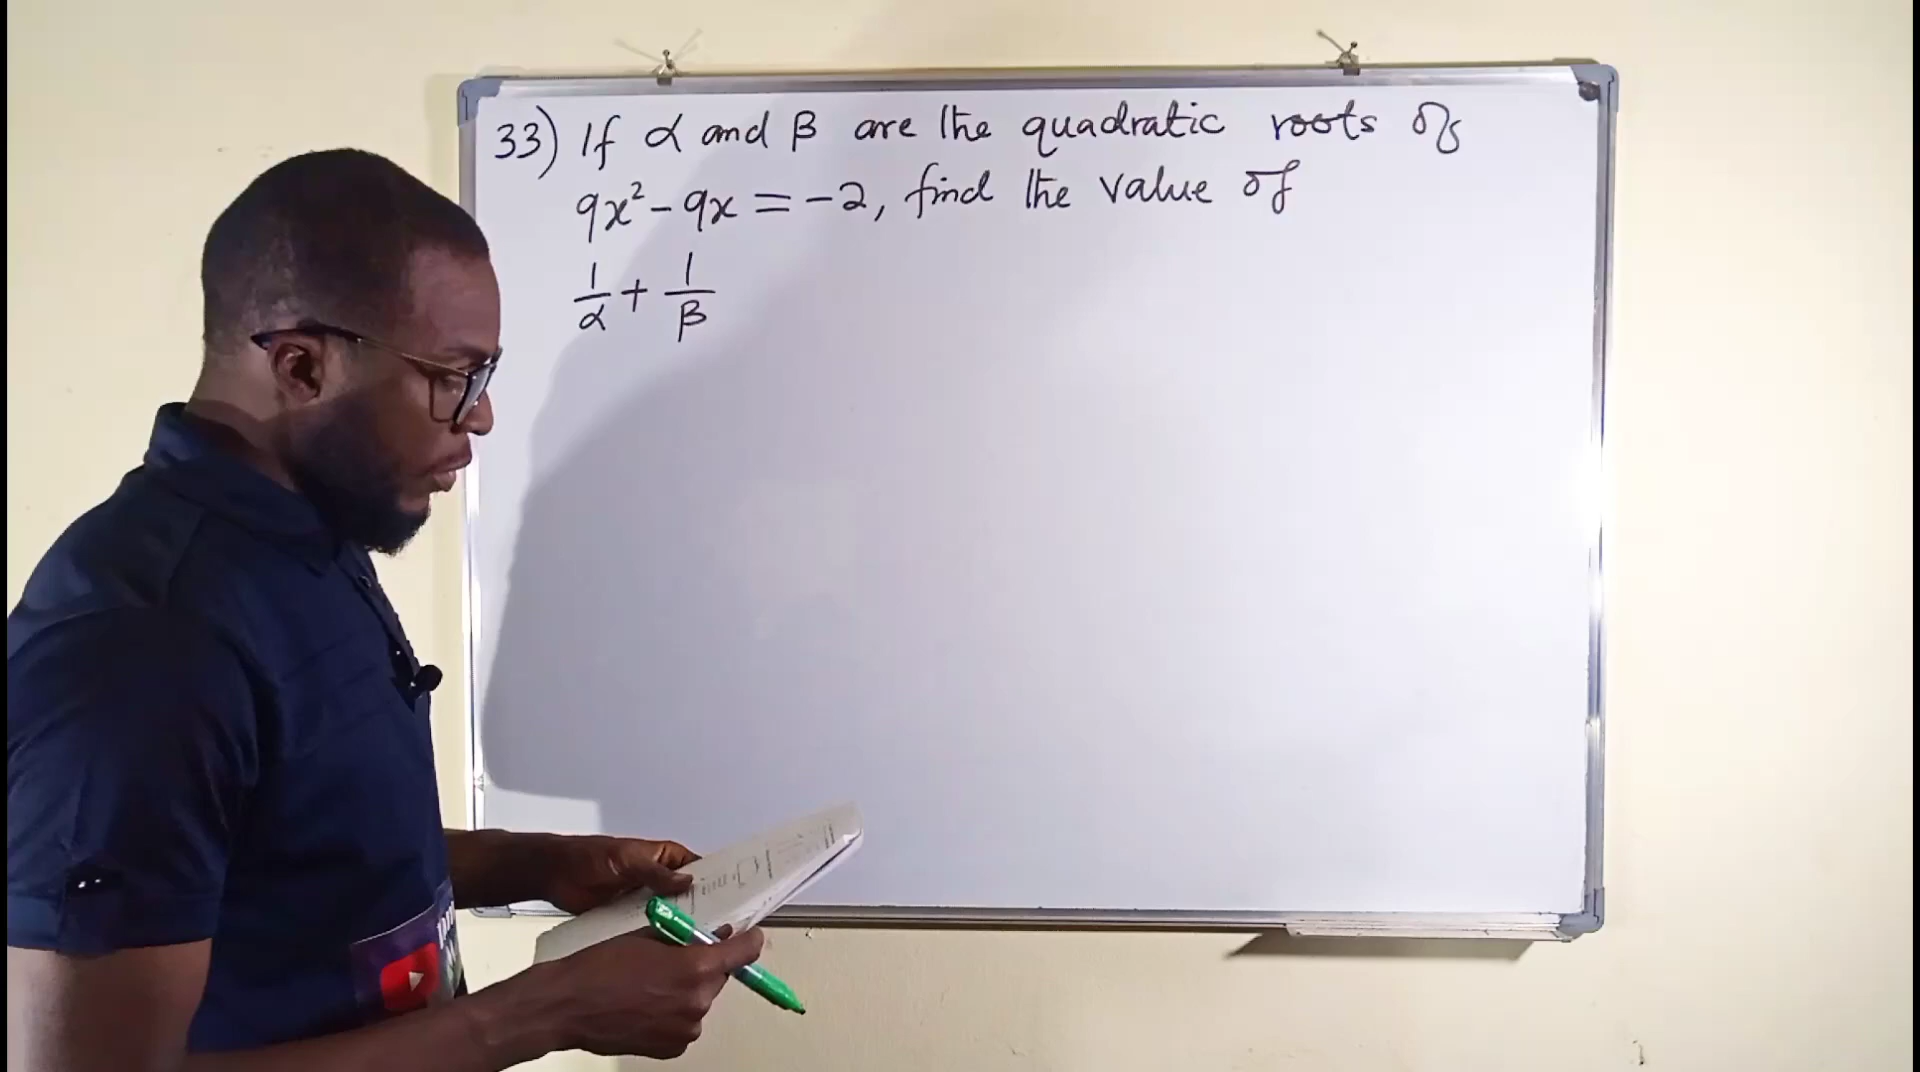 33) If α and β are the quadratic roots of
9x² - 9x = -2, find the value of
1/α + 1/β